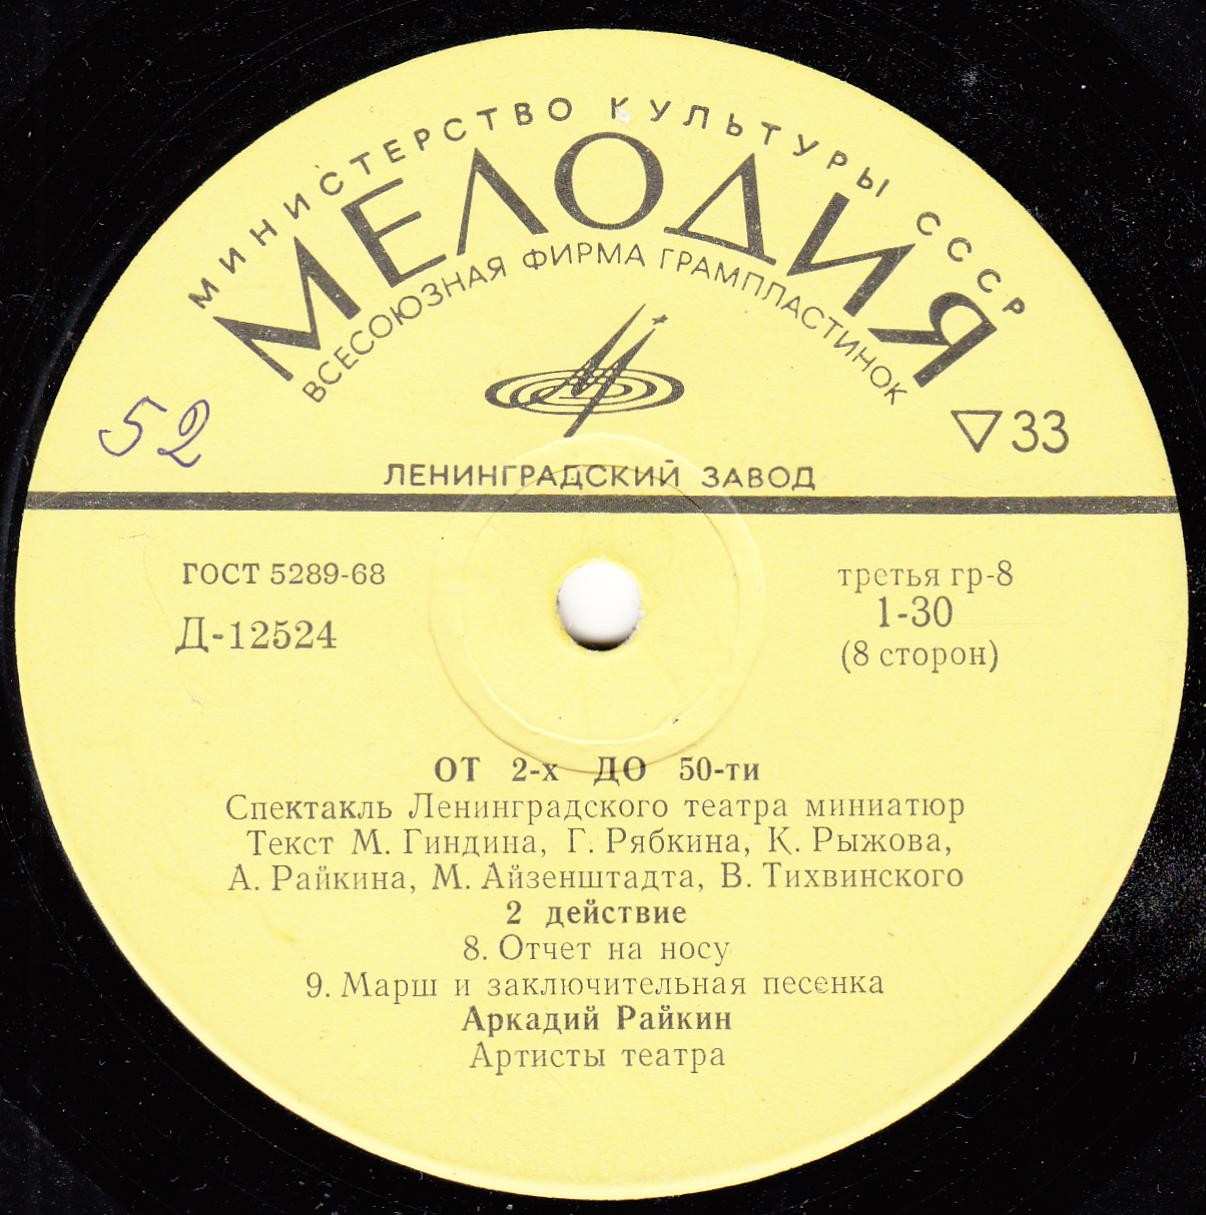 МИНИСТЕРСТВО КУЛЬТУРЫ СССР
МЕЛОДИЯ
ВСЕСОЮЗНАЯ ФИРМА ГРАМПЛАСТИНОК
52
33
ЛЕНИНГРАДСКИЙ ЗАВОД
ГОСТ 5289-68
третья гр-8
Д-12524
1-30
(8 сторон)
ОТ 2-х ДО 50-ти
Спектакль Ленинградского театра миниатюр
Текст М. Гиндина, Г. Рябкина, К. Рыжова,
А. Райкина, М. Айзенштадта, В. Тихвинского
2 действие
8. Отчет на носу
9. Марш и заключительная песенка
Аркадий Райкин
Артисты театра